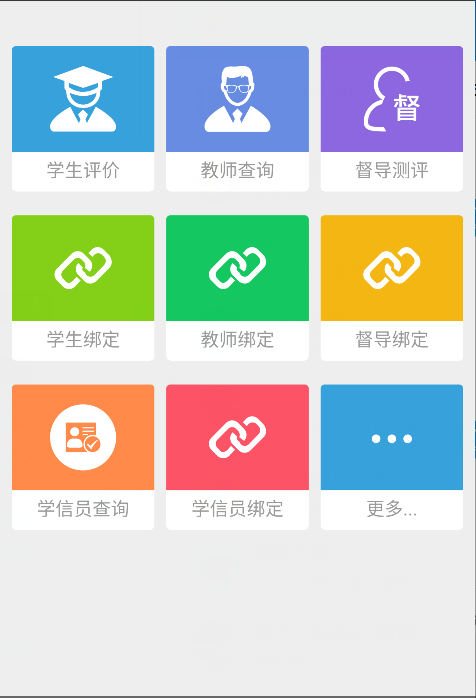 督
学生评价
教师查询
督导测评
学生绑定
教师绑定
督导绑定
学信员查询
学信员绑定
更多...